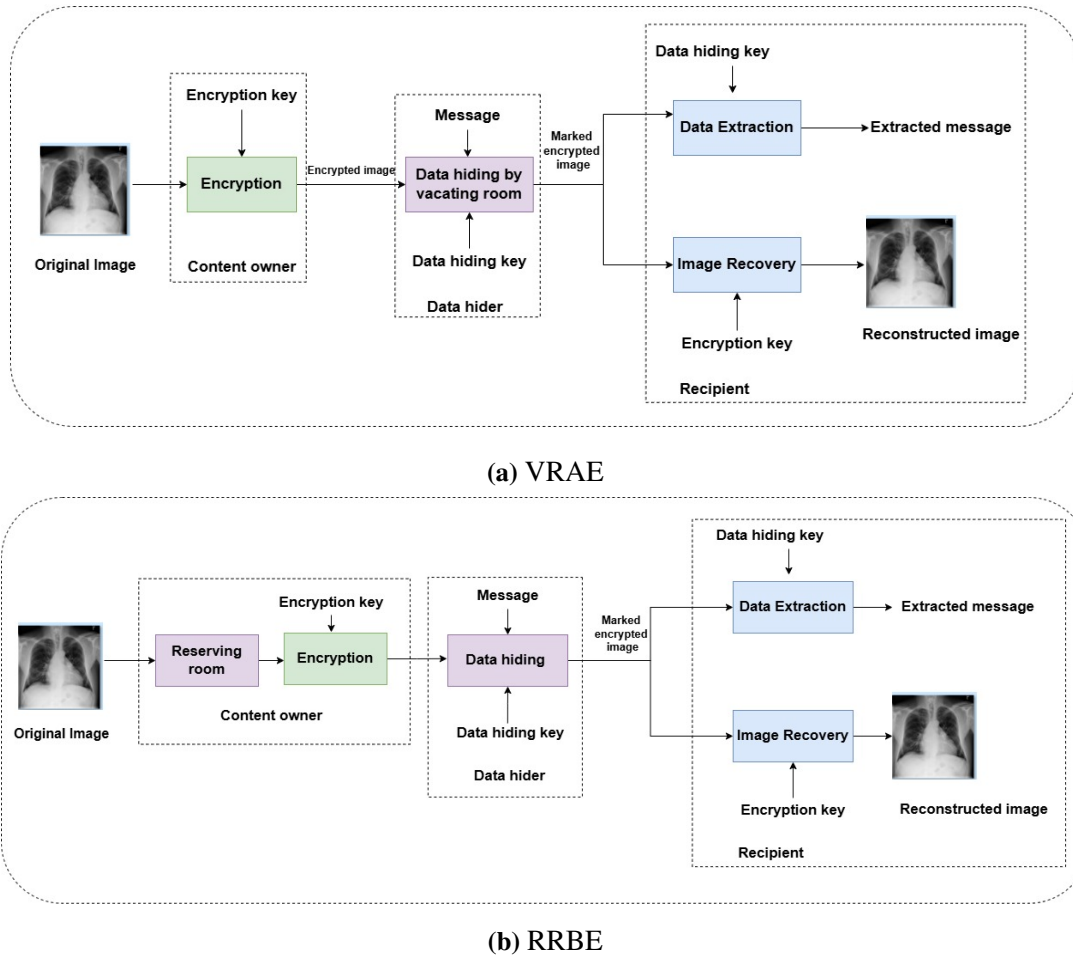 Data hiding key
Encryption key
Message
Marked
encrypted
image
Data Extraction
Extracted message
Encryption
Encrypted image
Data hiding by
vacating room
Original Image
Content owner
Data hiding key
Data hider
Image Recovery
Encryption key
Reconstructed image
Recipient
(a) VRAE
Data hiding key
Encryption key
Message
Marked
encrypted
image
Data Extraction
Extracted message
Reserving
room
Encryption
Data hiding
Original Image
Content owner
Data hiding key
Data hider
Image Recovery
Encryption key
Reconstructed image
Recipient
(b) RRBE